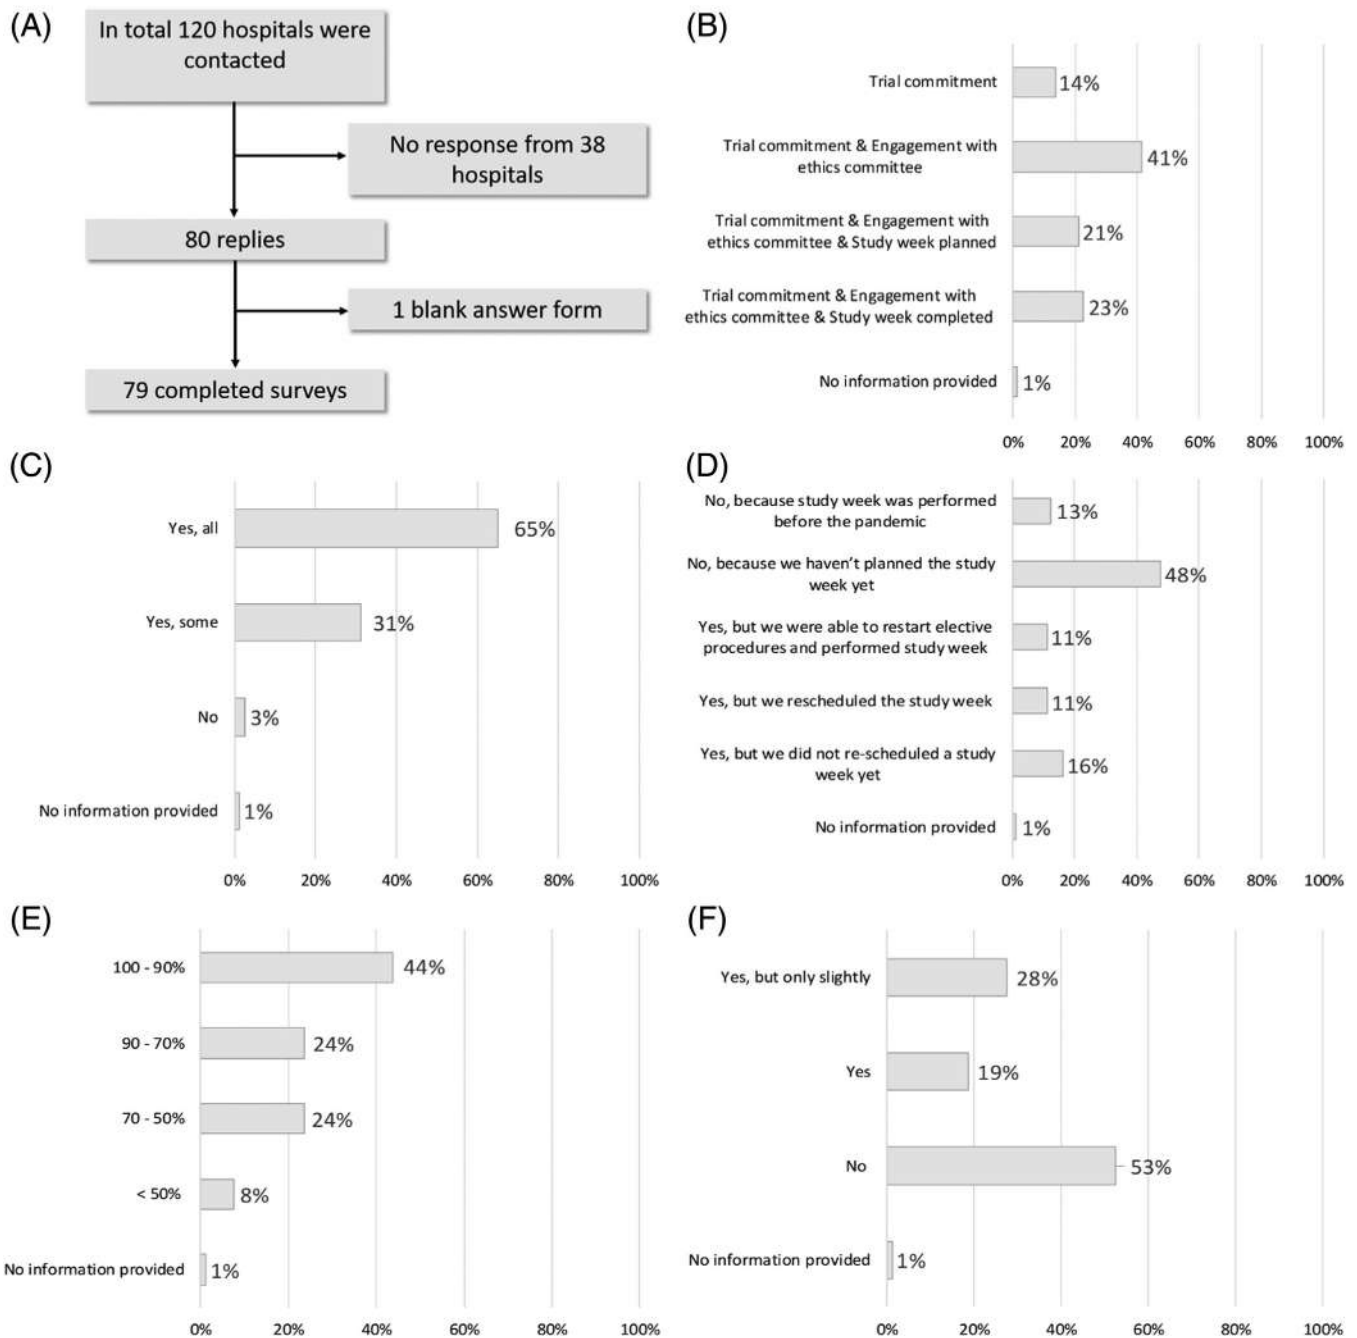 (A)
In total 120 hospitals were
contacted
No response from 38
hospitals
80 replies
1 blank answer form
79 completed surveys
(B)
Trial commitment
14%
Trial commitment & Engagement with
ethics committee
41%
Trial commitment & Engagement with
ethics committee & Study week planned
21%
Trial commitment & Engagement with
ethics committee & Study week completed
23%
No information provided
1%
0% 20% 40% 60% 80% 100%
(C)
Yes, all
65%
Yes, some
31%
No
3%
No information provided
1%
0% 20% 40% 60% 80% 100%
(D)
No, because study week was performed
before the pandemic
13%
No, because we haven't planned the study
week yet
48%
Yes, but we were able to restart elective
procedures and performed study week
11%
Yes, but we rescheduled the study week
11%
Yes, but we did not re-scheduled a study
week yet
16%
No information provided
1%
0% 20% 40% 60% 80% 100%
(E)
100 - 90%
44%
90 - 70%
24%
70 - 50%
24%
< 50%
8%
No information provided
1%
0% 20% 40% 60% 80% 100%
(F)
Yes, but only slightly
28%
Yes
19%
No
53%
No information provided
1%
0% 20% 40% 60% 80% 100%